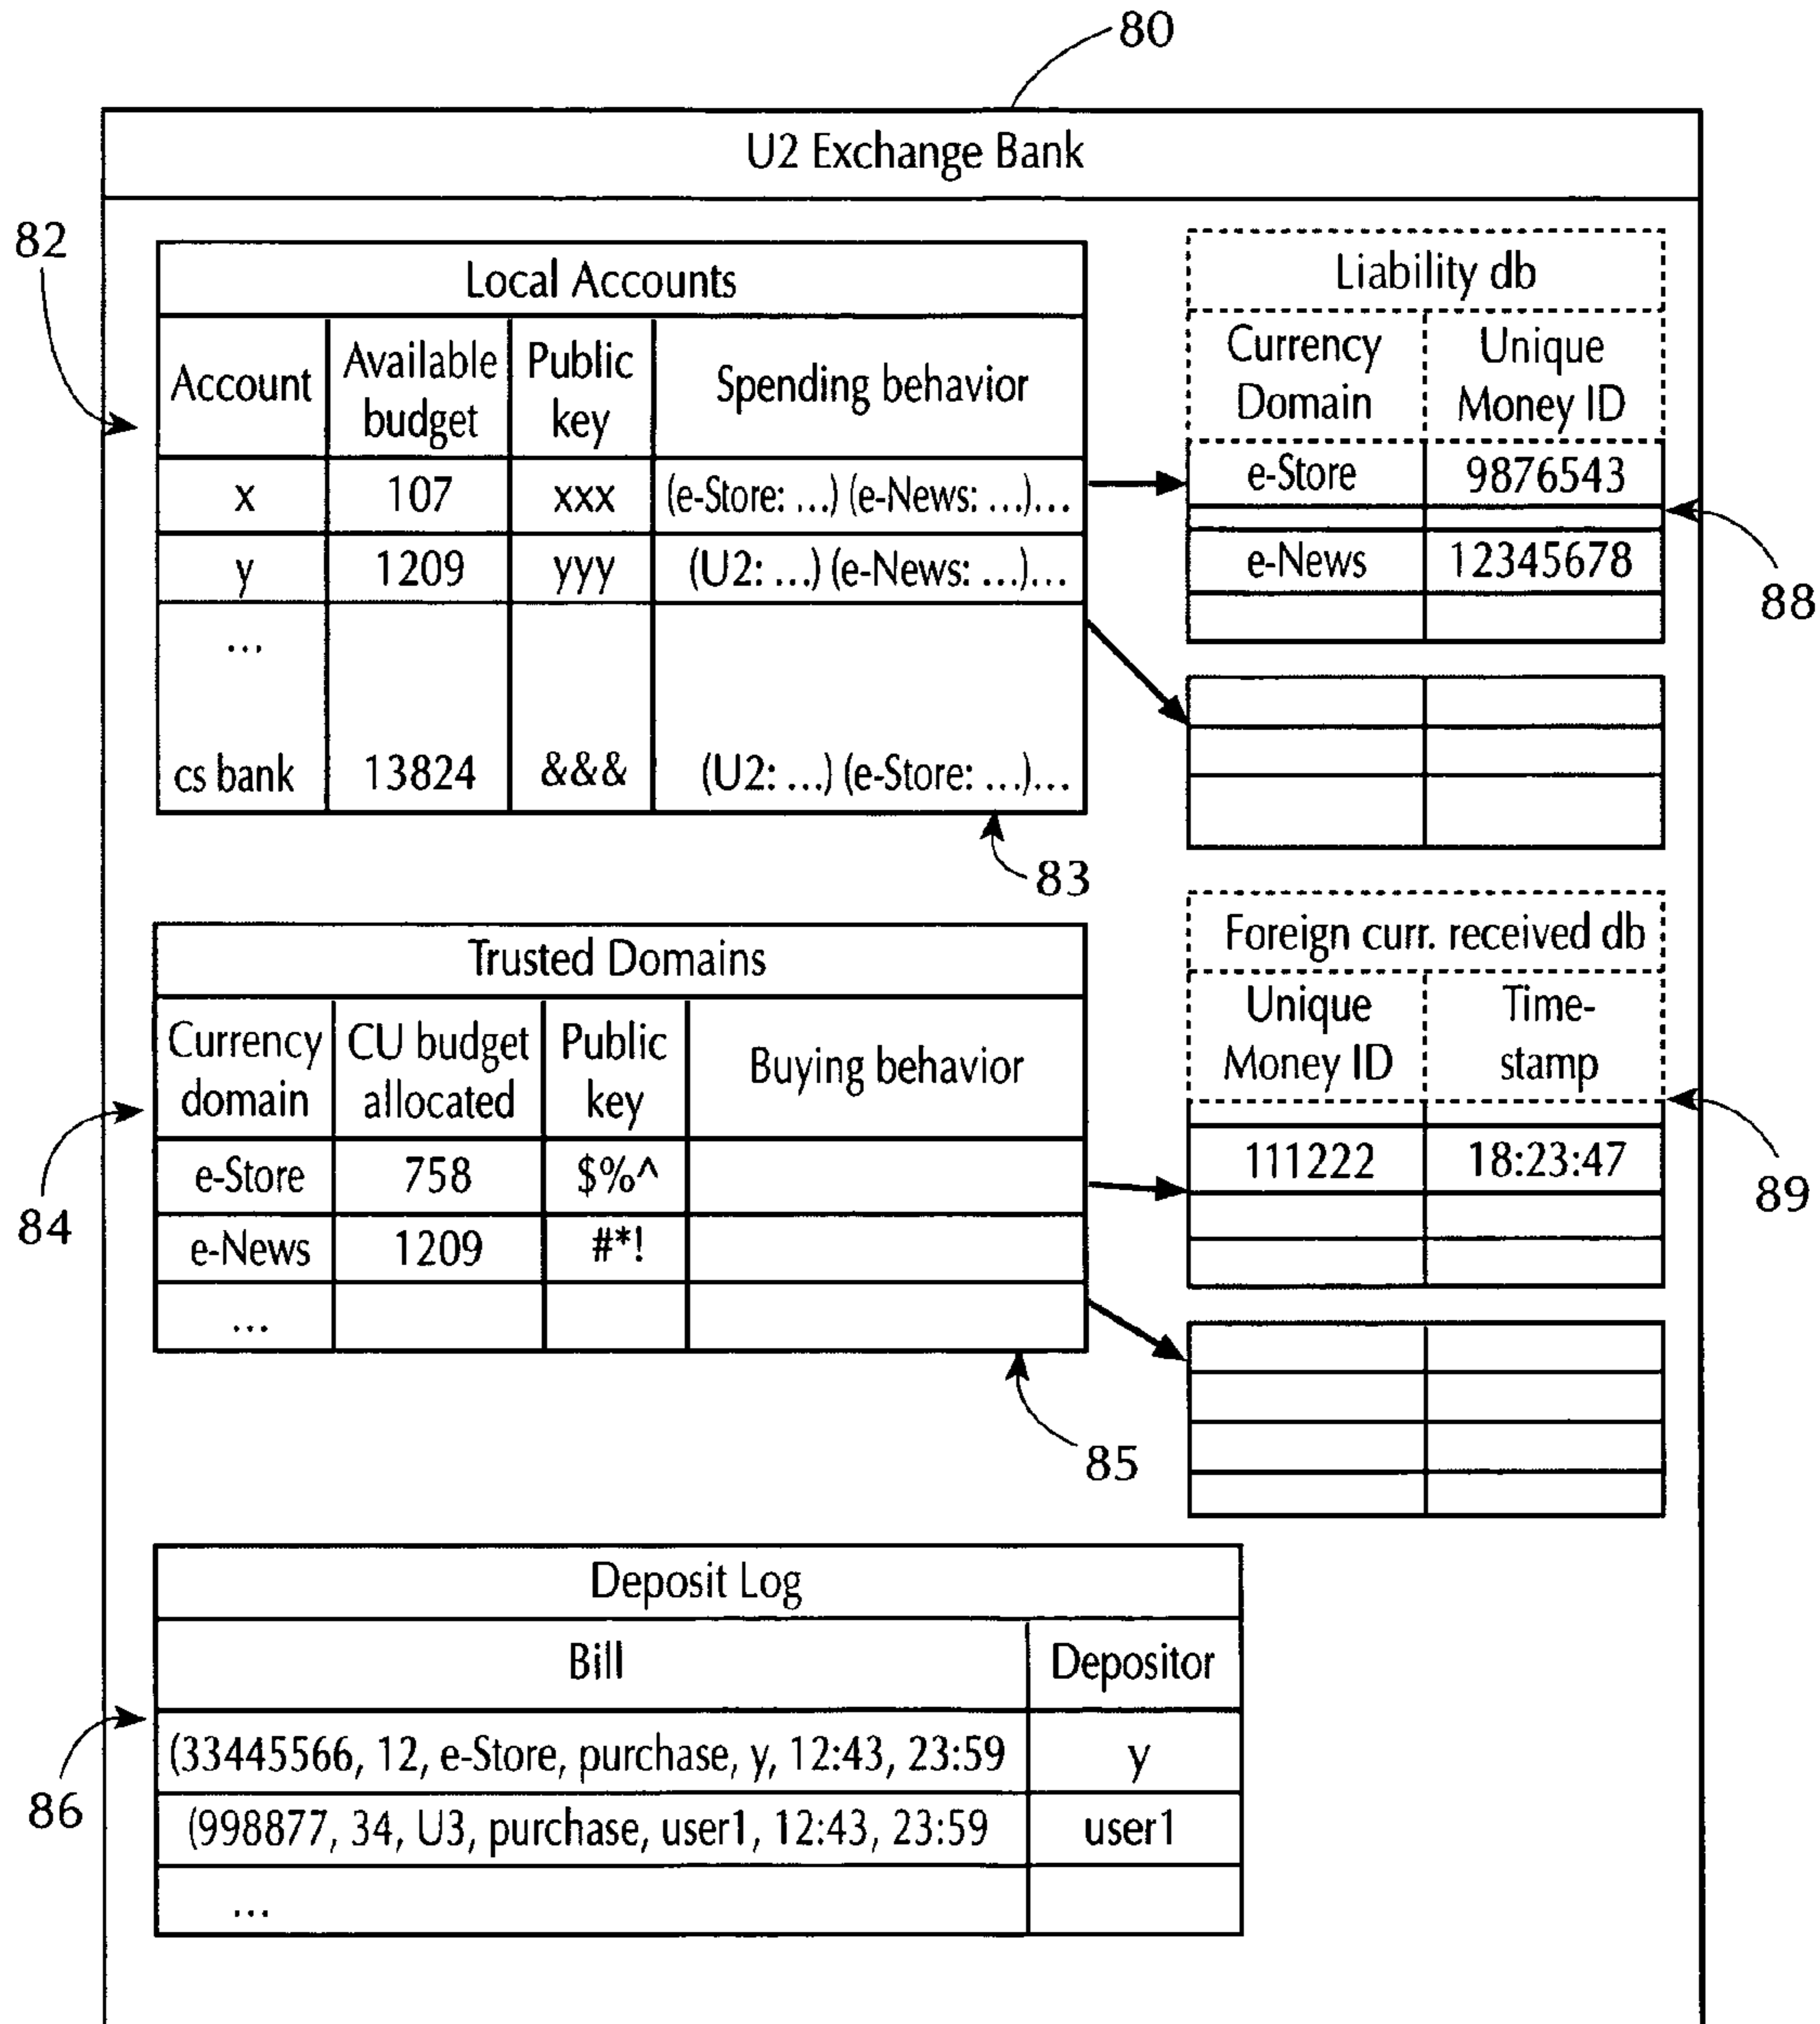 80
U2 Exchange Bank
82
Local Accounts
Account
Available
budget
Public
key
Spending behavior
x 107 xxx (e-Store: ...) (e-News: ...)...
y 1209 yyy (U2: ...) (e-News: ...)...
...
cs bank 13824 &&& (U2: ...) (e-Store: ...)...
83
Liability db
Currency
Domain
Unique
Money ID
e-Store 9876543
e-News 12345678
88
Trusted Domains
Currency
domain
CU budget
allocated
Public
key
Buying behavior
e-Store 758 $%^
e-News 1209 #*!
...
84
85
Foreign curr. received db
Unique
Money ID
Time-
stamp
111222 18:23:47
89
Deposit Log
Bill Depositor
(33445566, 12, e-Store, purchase, y, 12:43, 23:59 y
(998877, 34, U3, purchase, user1, 12:43, 23:59 user1
...
86